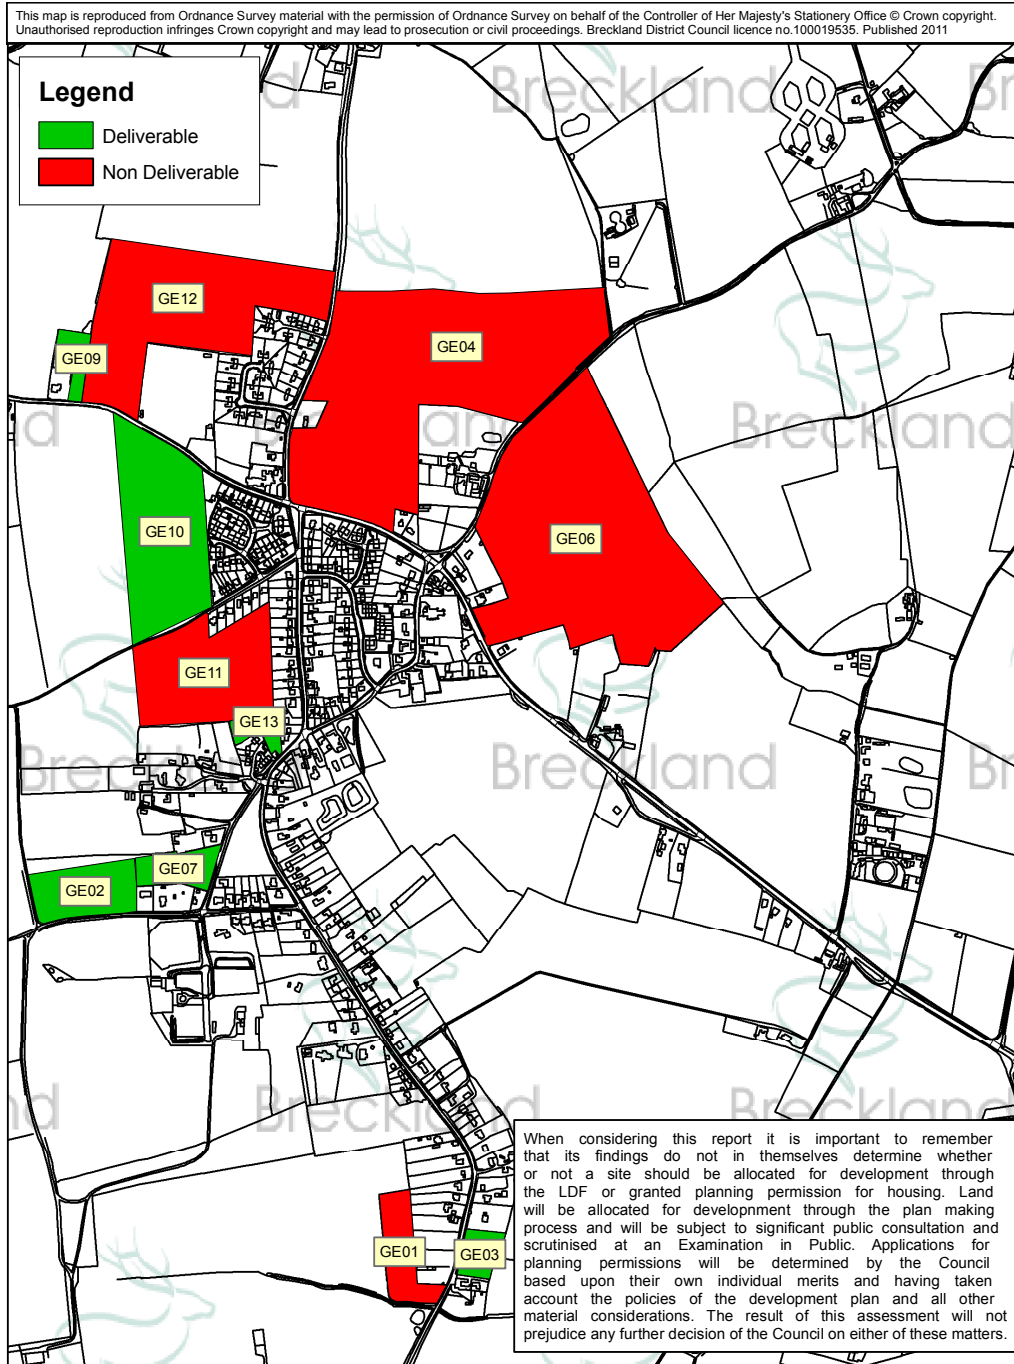 This map is reproduced from Ordnance Survey material with the permission of Ordnance Survey on behalf of the Controller of Her Majesty's Stationery Office © Crown copyright.
Unauthorised reproduction infringes Crown copyright and may lead to prosecution or civil proceedings. Breckland District Council licence no.100019535. Published 2011
Legend
Deliverable
Non Deliverable
Breckland
GE12
GE04
GE09
Breckland
GE10
GE06
GE11
GE13
Breckland
Breckland
GE07
GE02
Breckland
Breckland
GE01
GE03
When considering this report it is important to remember
that its findings do not in themselves determine whether
or not a site should be allocated for development through
the LDF or granted planning permission for housing. Land
will be allocated for developnment through the plan making
process and will be subject to significant public consultation and
scrutinised at an Examination in Public. Applications for
planning permissions will be determined by the Council
based upon their own individual merits and having taken
account the policies of the development plan and all other
material considerations. The result of this assessment will not
prejudice any further decision of the Council on either of these matters.